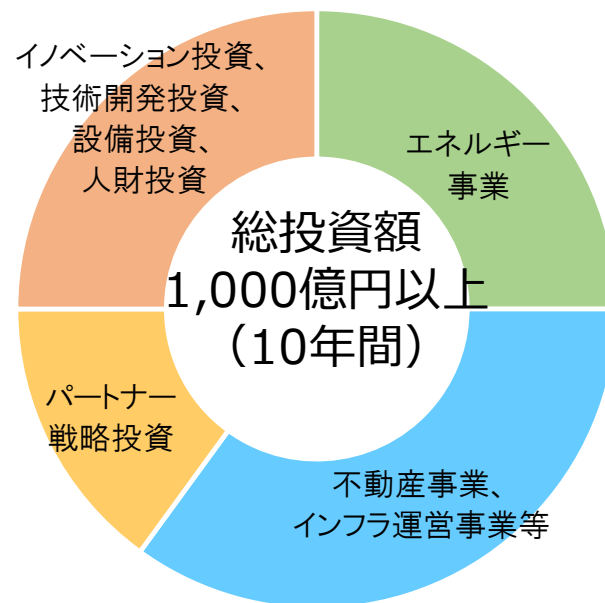 イノベーション投資、
技術開発投資、
設備投資、
人財投資
エネルギー
事業
総投資額
1,000億円以上
（10年間）
パートナー
戦略投資
不動産事業、
インフラ運営事業等